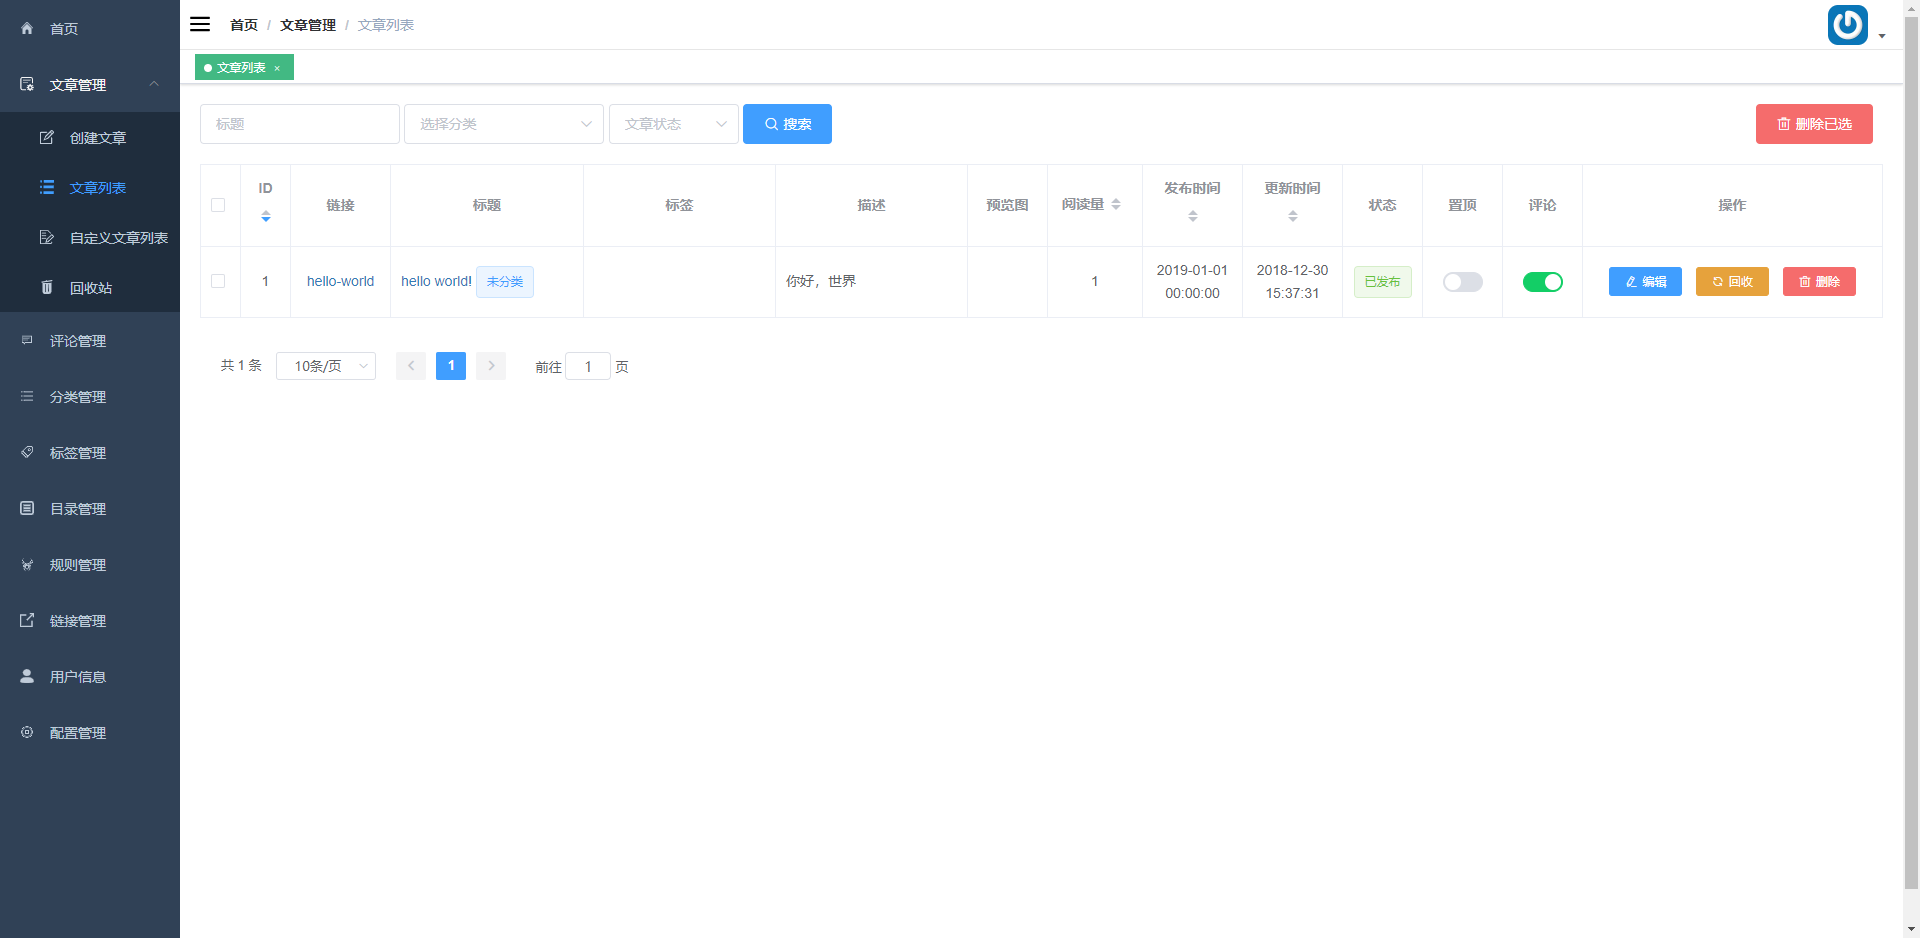 首页
文章管理
创建文章
文章列表
自定义文章列表
回收站
评论管理
分类管理
标签管理
目录管理
规则管理
链接管理
用户信息
配置管理
首页 / 文章管理 / 文章列表
文章列表 ×
标题 选择分类 文章状态 搜索 删除已选
ID 链接 标题 标签 描述 预览图 阅读量 发布时间 更新时间 状态 置顶 评论 操作
1 hello-world hello world! 未分类 你好，世界 1 2019-01-01 00:00:00 2018-12-30 15:37:31 已发布 编辑 回收 删除
共 1 条 10条/页 1 前往 1 页